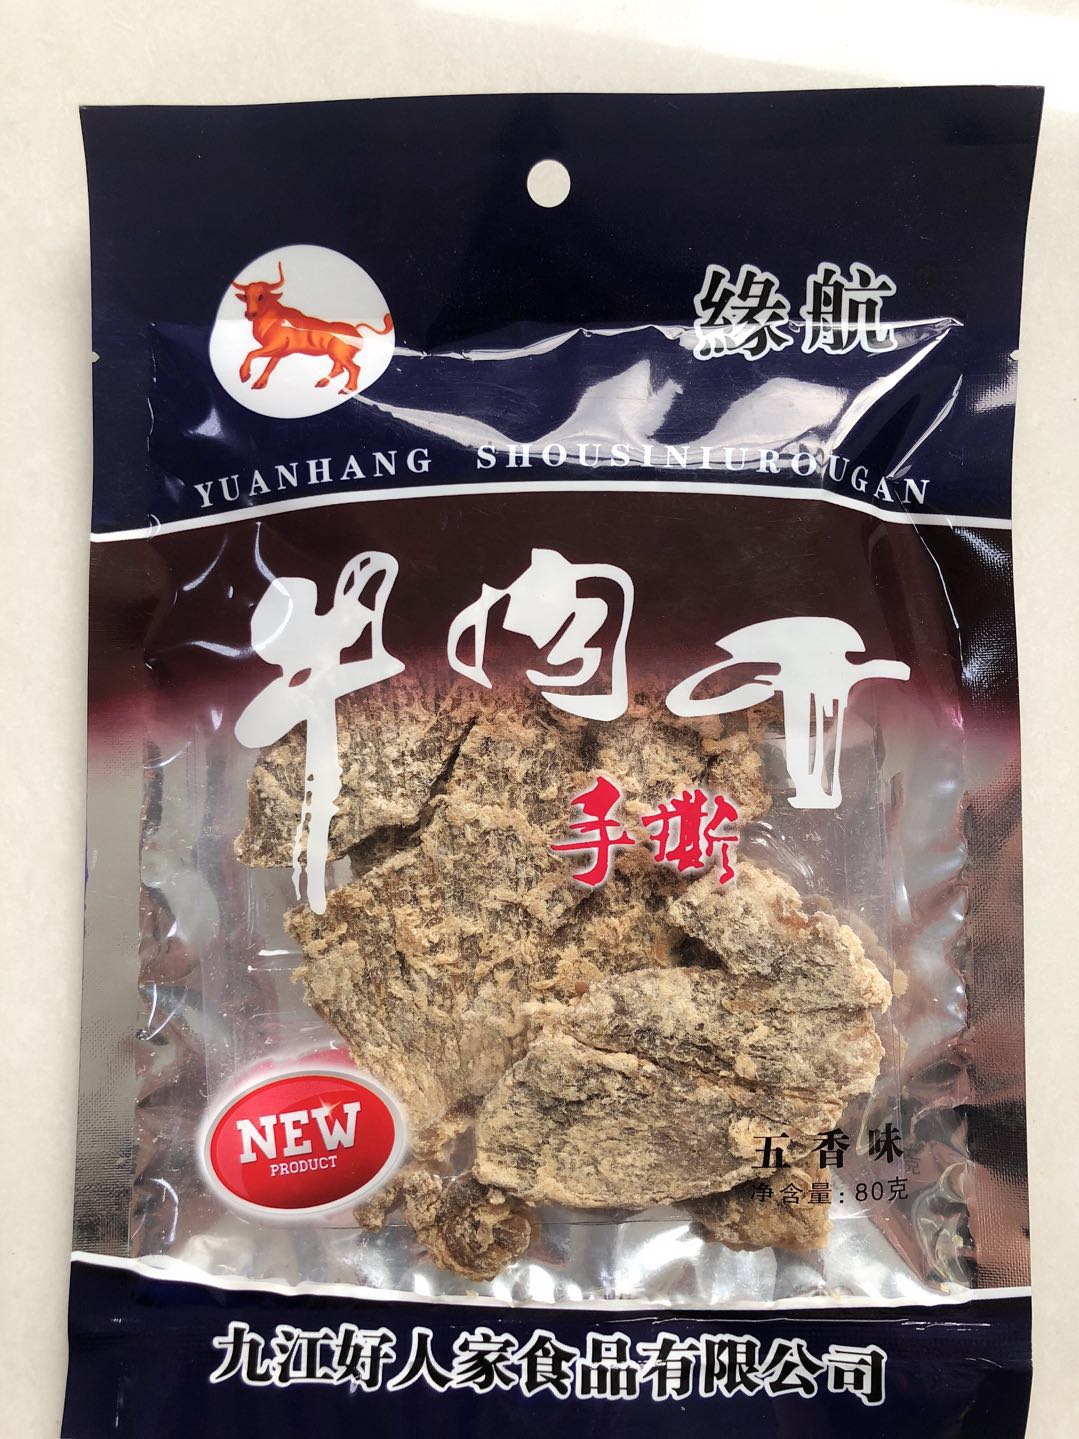 緣航®
YUANHANG SHOUSINIUROUGAN
牛肉干
手撕
NEW
PRODUCT
五香味
净含量：80克
九江好人家食品有限公司